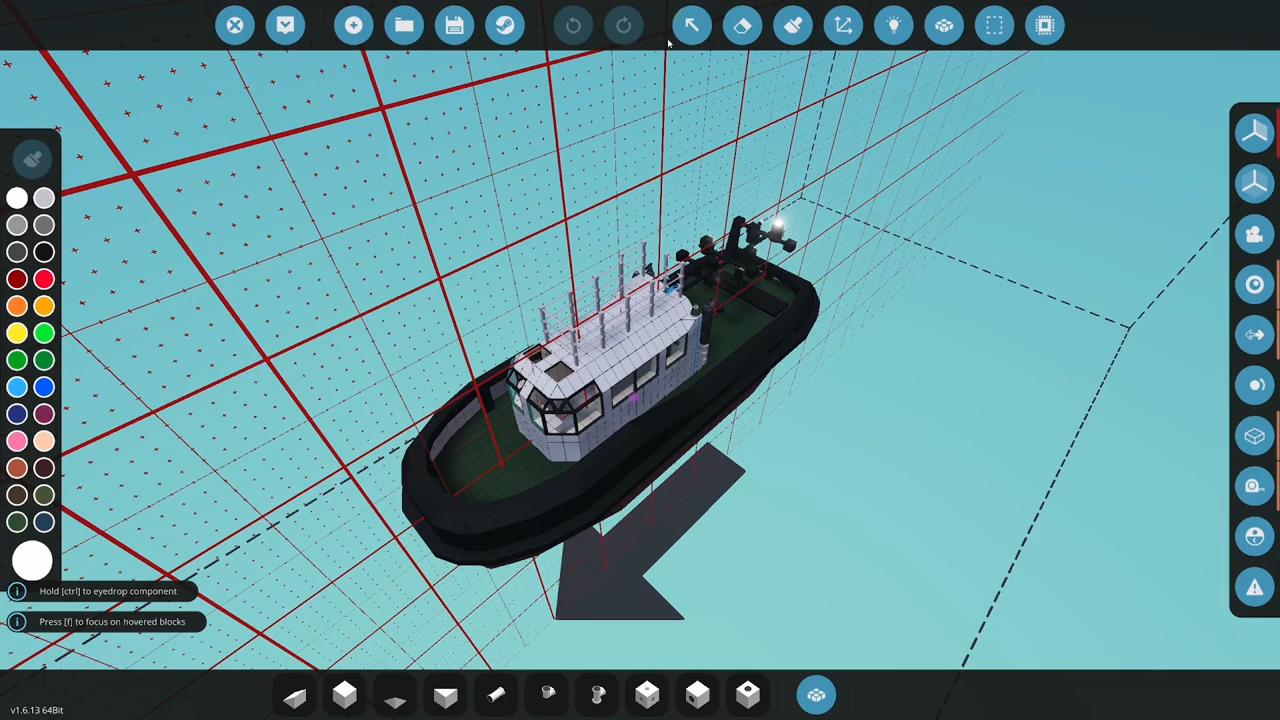 Hold [ctrl] to eyedrop component
Press [f] to focus on hovered blocks
v1.6.13 64Bit